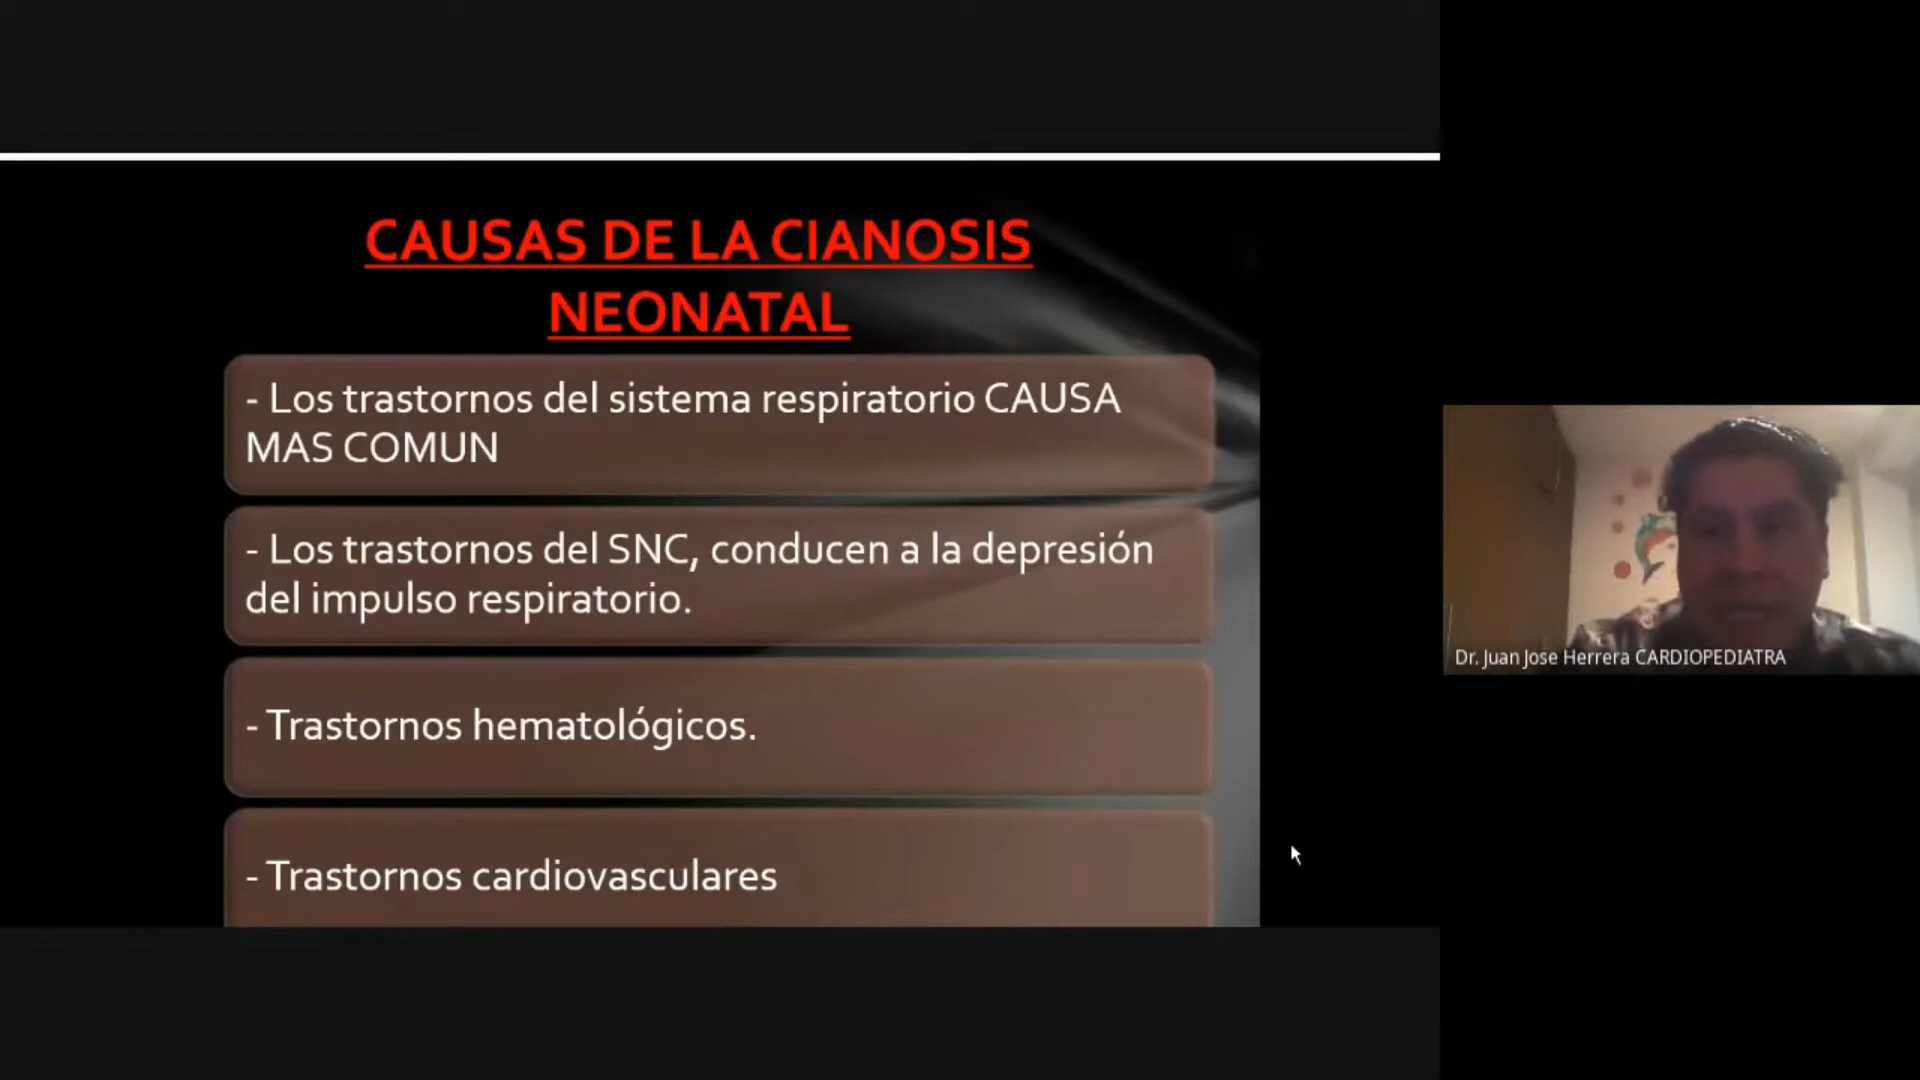 CAUSAS DE LA CIANOSIS
NEONATAL
- Los trastornos del sistema respiratorio CAUSA
MAS COMUN
- Los trastornos del SNC, conducen a la depresión
del impulso respiratorio.
- Trastornos hematológicos.
- Trastornos cardiovasculares
Dr. Juan Jose Herrera CARDIOPEDIATRA